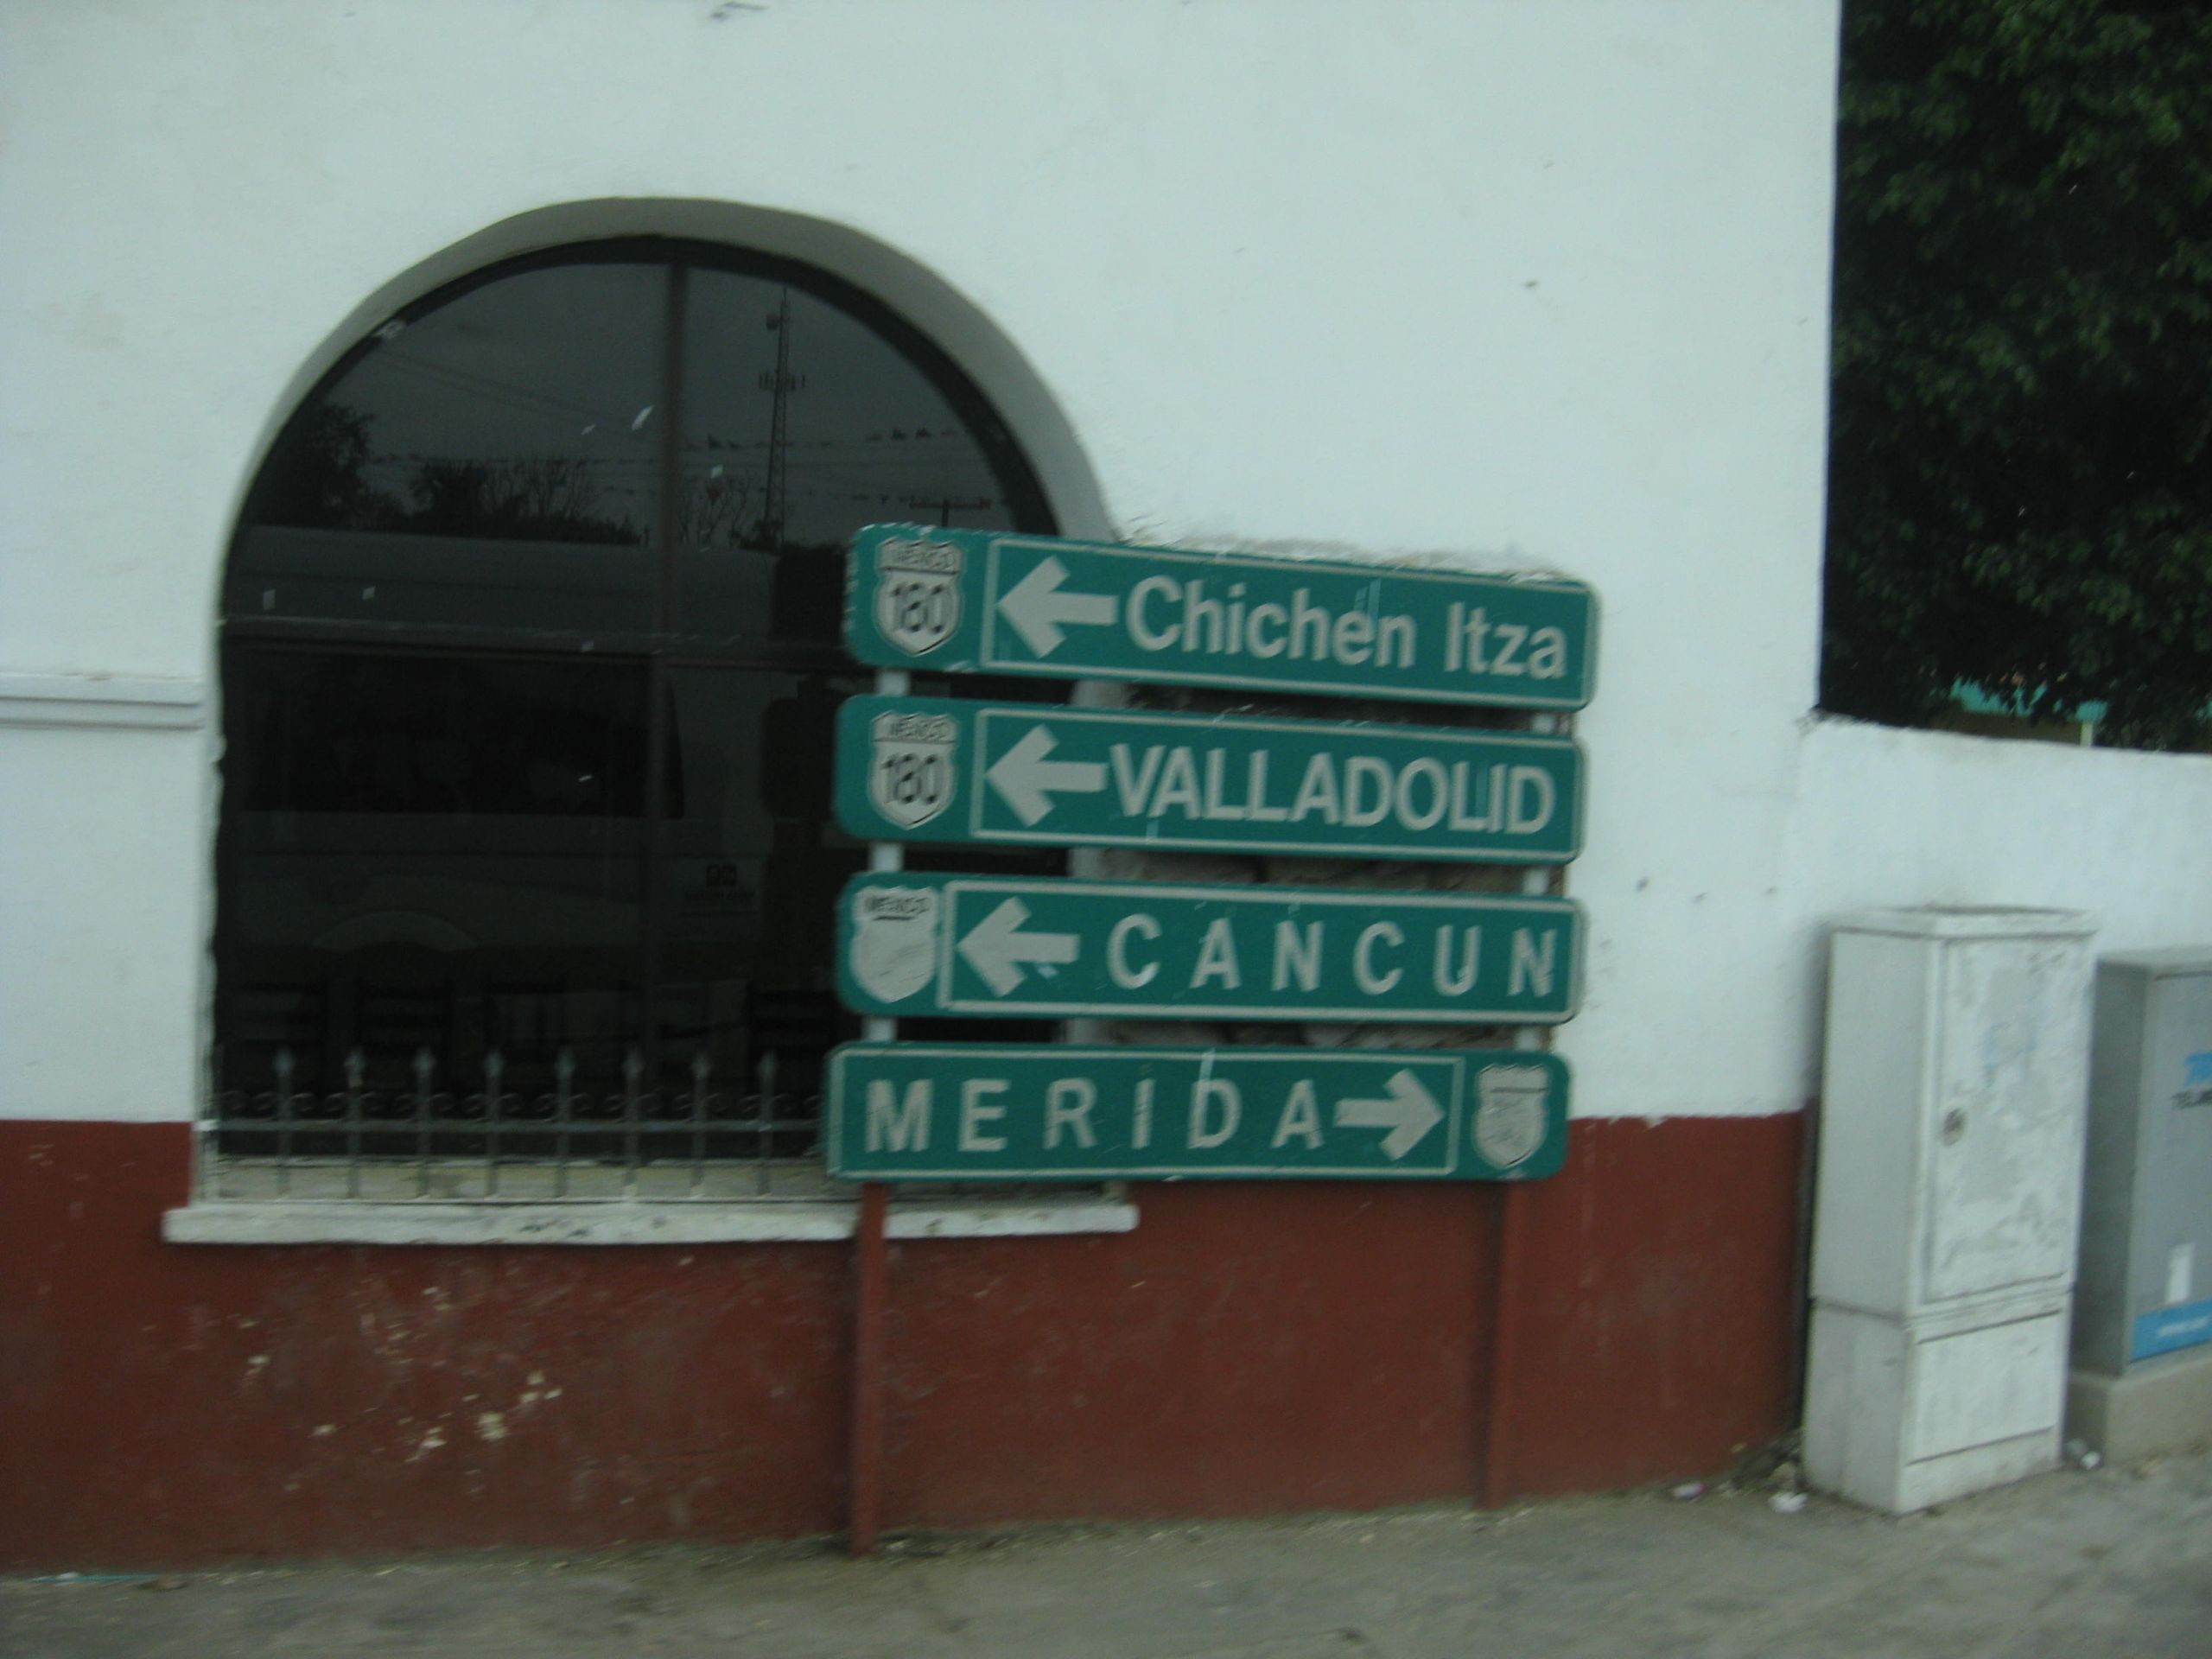 MEXICO
180
Chichen Itza
MEXICO
180
VALLADOLID
MEXICO
CANCUN
MERIDA